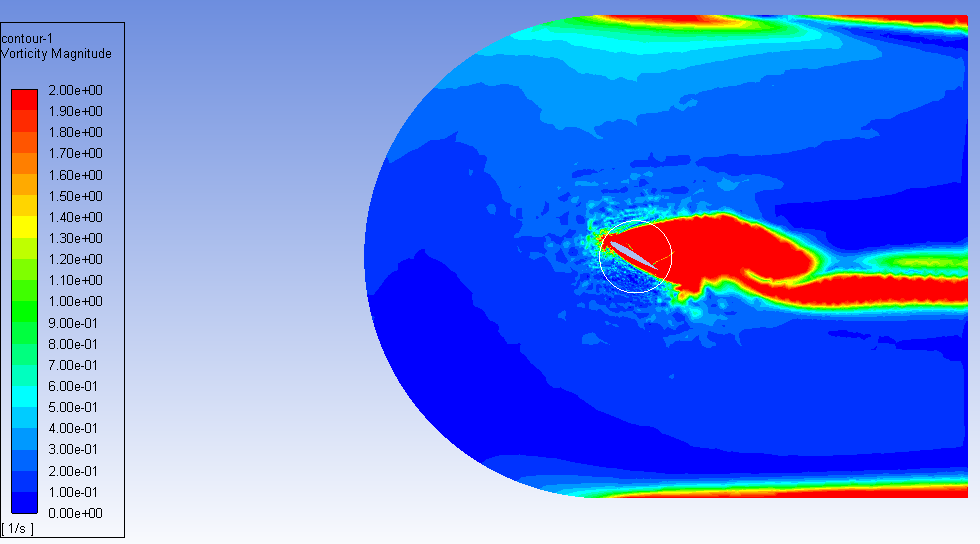 contour-1
Vorticity Magnitude
2.00e+00
1.90e+00
1.80e+00
1.70e+00
1.60e+00
1.50e+00
1.40e+00
1.30e+00
1.20e+00
1.10e+00
1.00e+00
9.00e-01
8.00e-01
7.00e-01
6.00e-01
5.00e-01
4.00e-01
3.00e-01
2.00e-01
1.00e-01
0.00e+00
[ 1/s ]